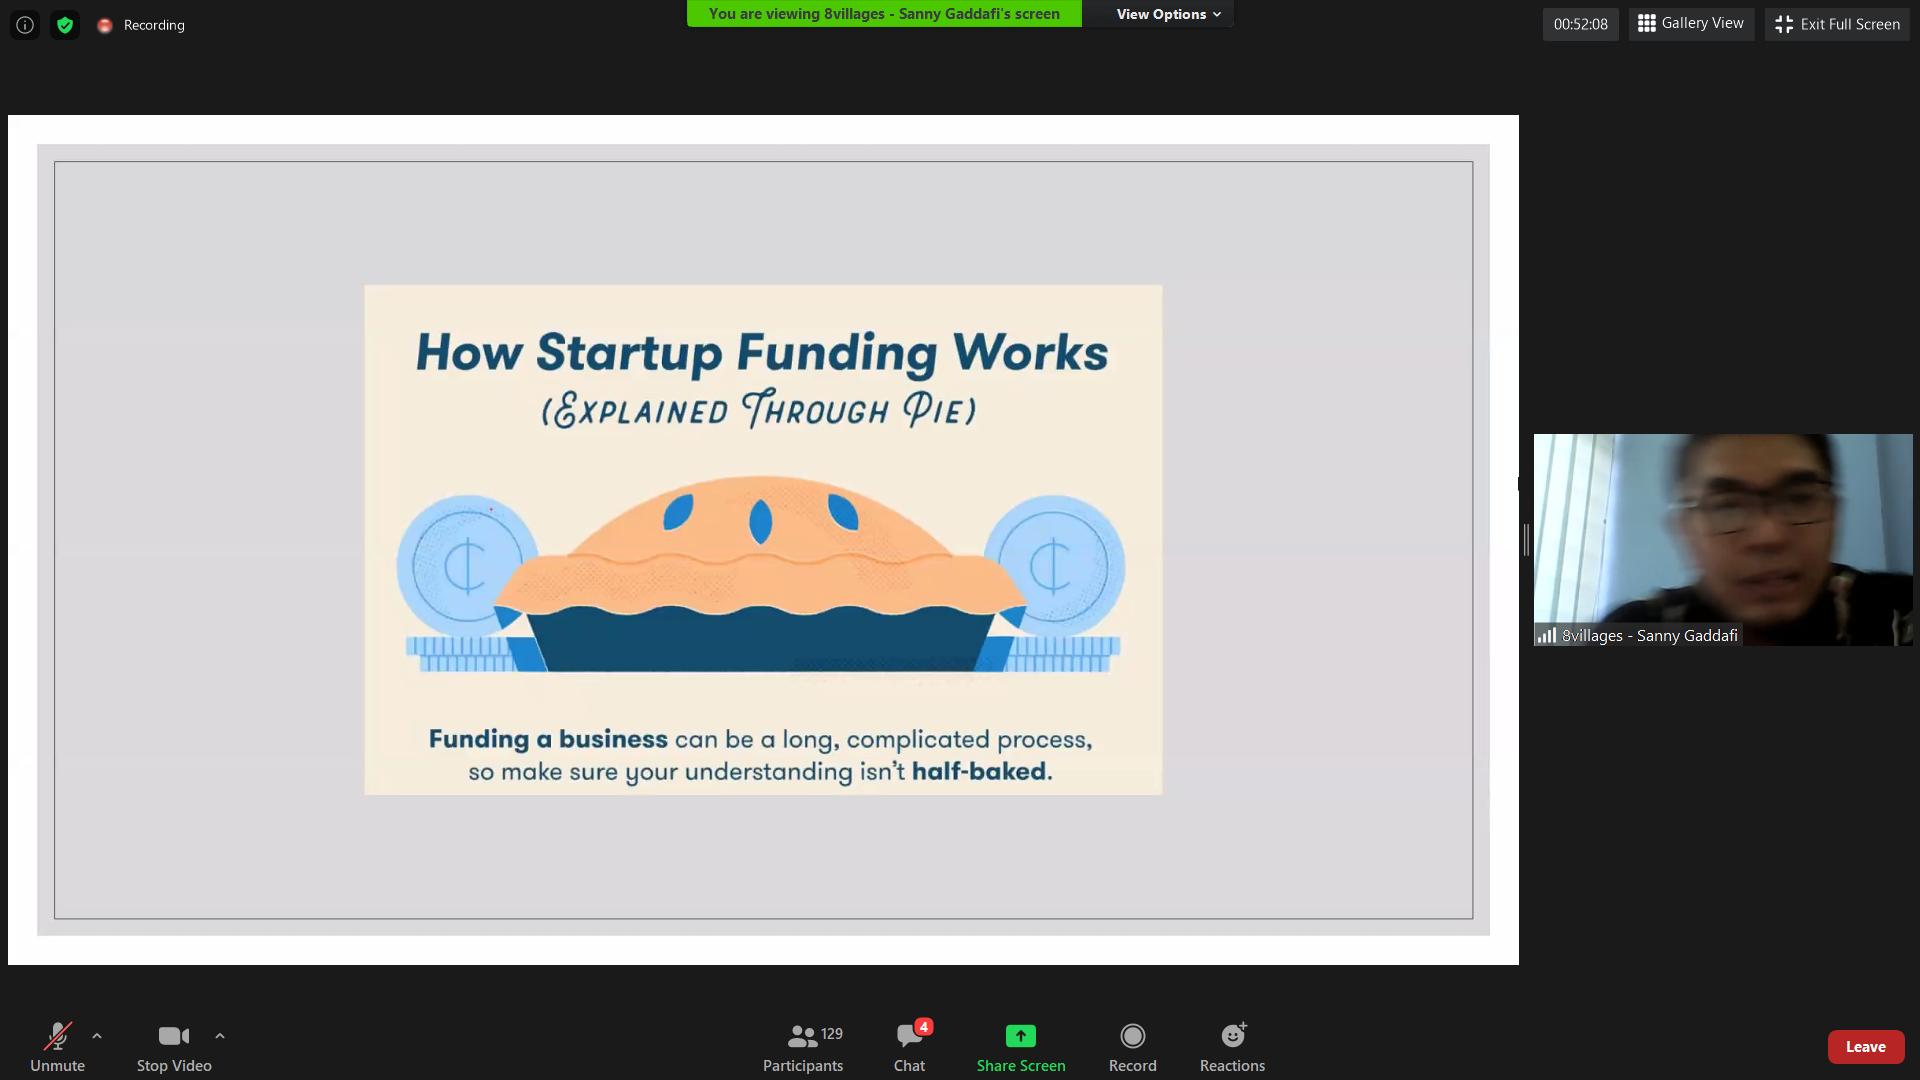 Recording
You are viewing 8villages - Sanny Gaddafi's screen
View Options
00:52:08
Gallery View
Exit Full Screen
How Startup Funding Works
(Explained Through Pie)
Funding a business can be a long, complicated process,
so make sure your understanding isn't half-baked.
8villages - Sanny Gaddafi
Unmute
Stop Video
129
Participants
4
Chat
Share Screen
Record
Reactions
Leave